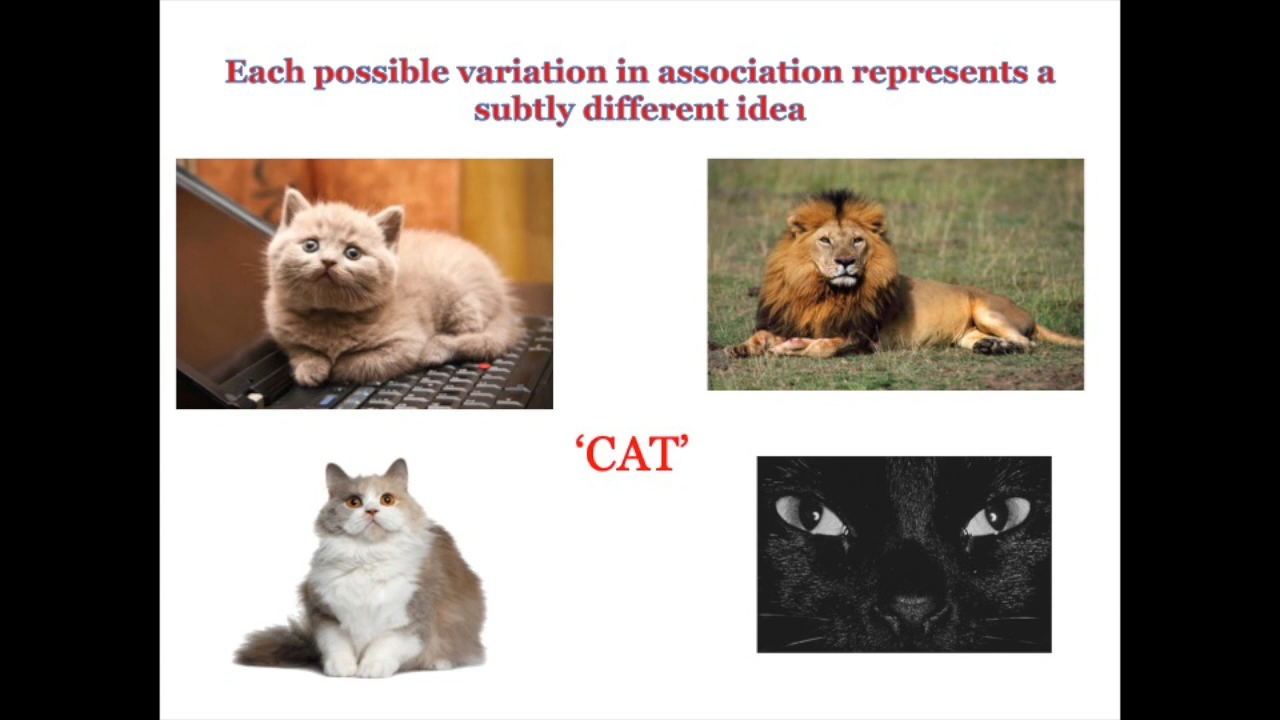 Each possible variation in association represents a
subtly different idea
‘CAT’